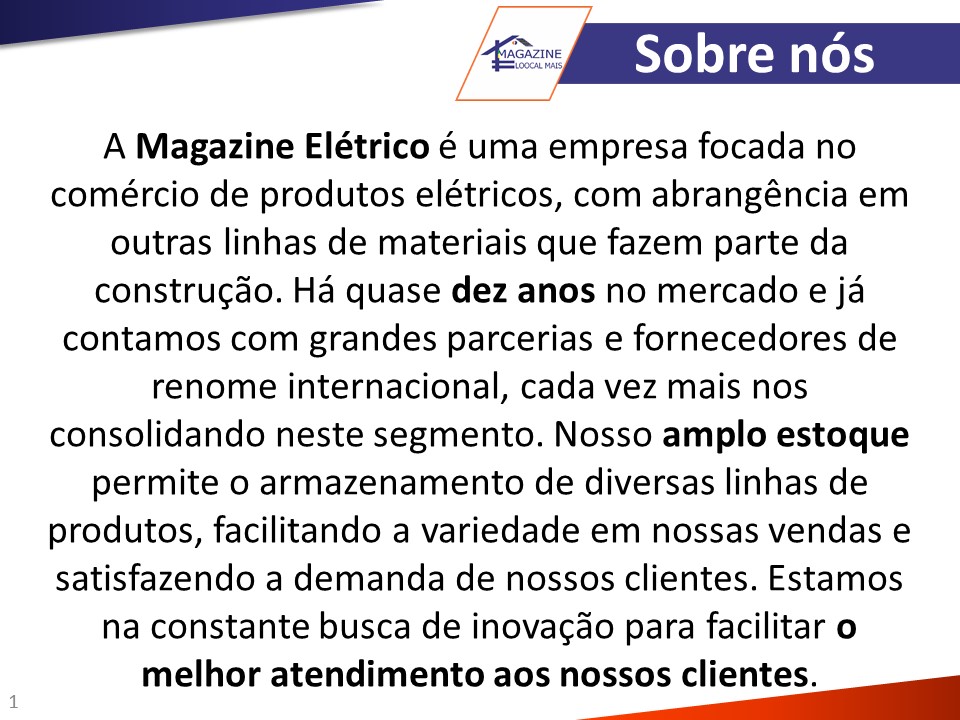 MAGAZINE
LOOCAL MAIS
Sobre nós
A Magazine Elétrico é uma empresa focada no
comércio de produtos elétricos, com abrangência em
outras linhas de materiais que fazem parte da
construção. Há quase dez anos no mercado e já
contamos com grandes parcerias e fornecedores de
renome internacional, cada vez mais nos
consolidando neste segmento. Nosso amplo estoque
permite o armazenamento de diversas linhas de
produtos, facilitando a variedade em nossas vendas e
satisfazendo a demanda de nossos clientes. Estamos
na constante busca de inovação para facilitar o
melhor atendimento aos nossos clientes.
1